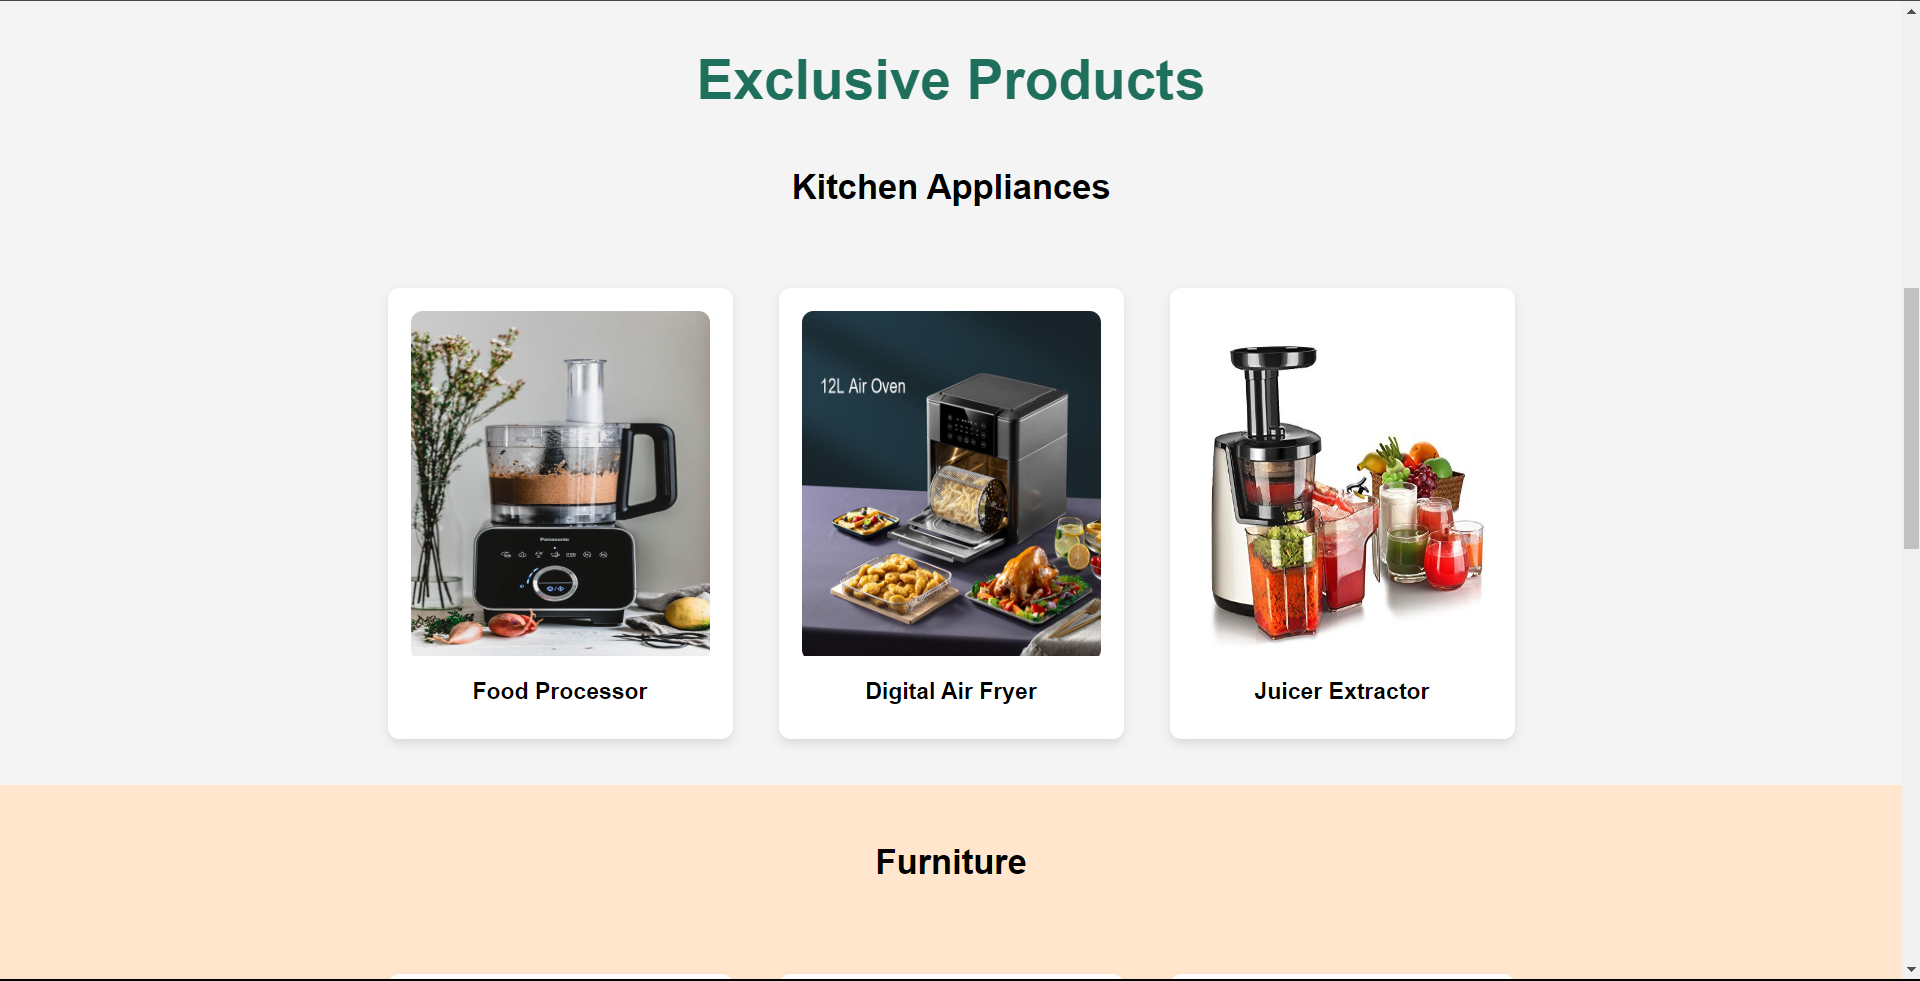 Exclusive Products
Kitchen Appliances
12L Air Oven
Panasonic
Food Processor
Digital Air Fryer
Juicer Extractor
Furniture